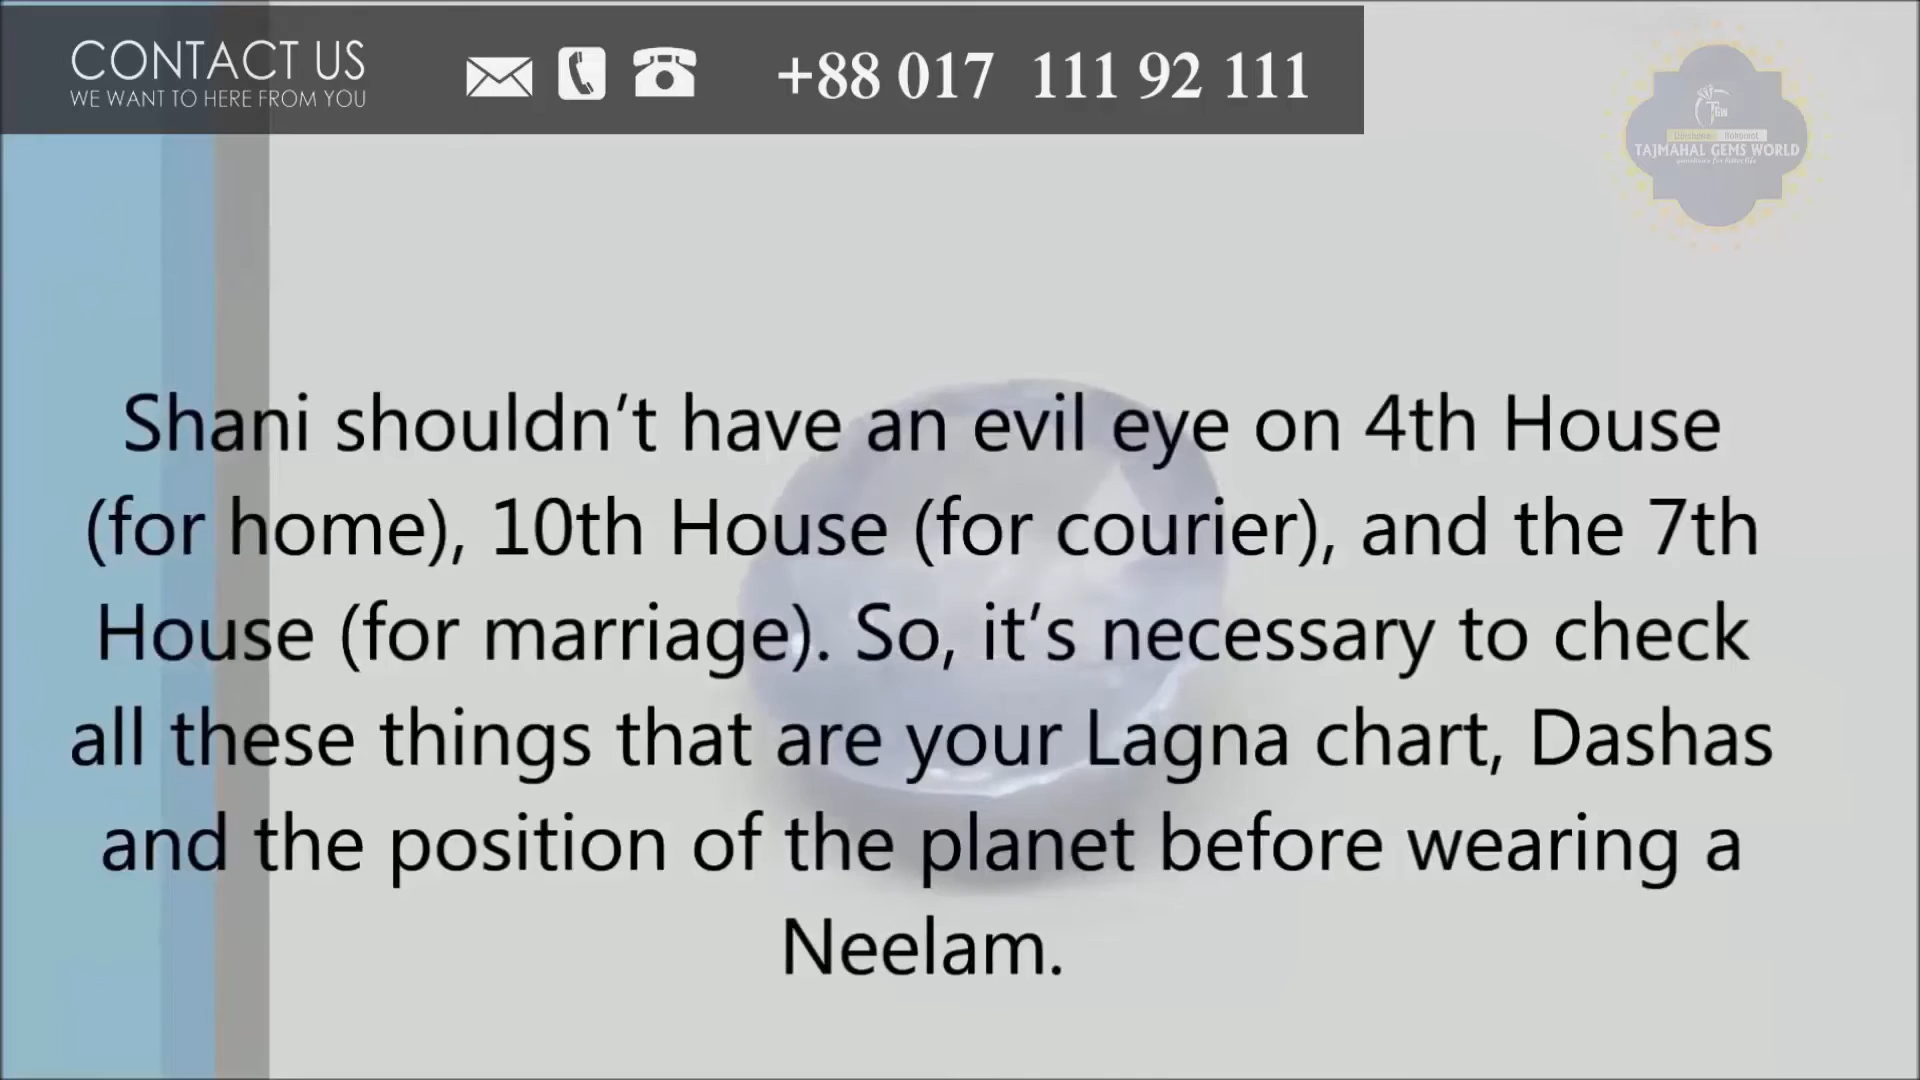 CONTACT US
WE WANT TO HERE FROM YOU
+88 017 111 92 111
TAJMAHAL GEMS WORLD
Shani shouldn’t have an evil eye on 4th House
(for home), 10th House (for courier), and the 7th
House (for marriage). So, it’s necessary to check
all these things that are your Lagna chart, Dashas
and the position of the planet before wearing a
Neelam.